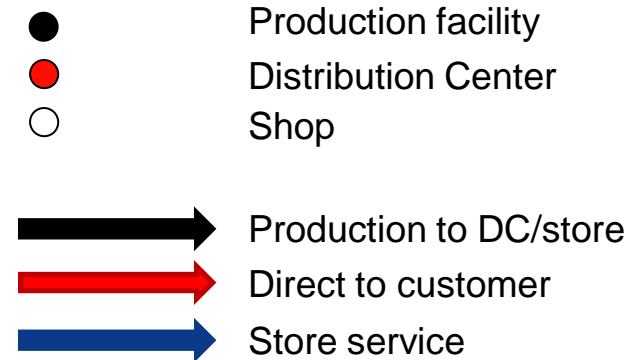 Production facility
Distribution Center
Shop
Production to DC/store
Direct to customer
Store service